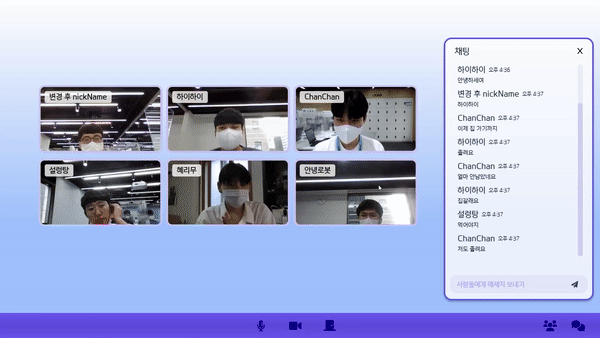 변경 후 nickName
하이하이
ChanChan
설렁탕
혜리무
안녕로봇
채팅
X
하이하이 오후 4:36
안녕하세여
변경 후 nickName 오후 4:37
하이하이
ChanChan 오후 4:37
이제 집 가기까지
하이하이 오후 4:37
졸려요
ChanChan 오후 4:37
얼마 안남았네요
하이하이 오후 4:37
집갈래요
설렁탕 오후 4:37
먹어야지
ChanChan 오후 4:37
저도 졸려요
사람들에게 메세지 보내기